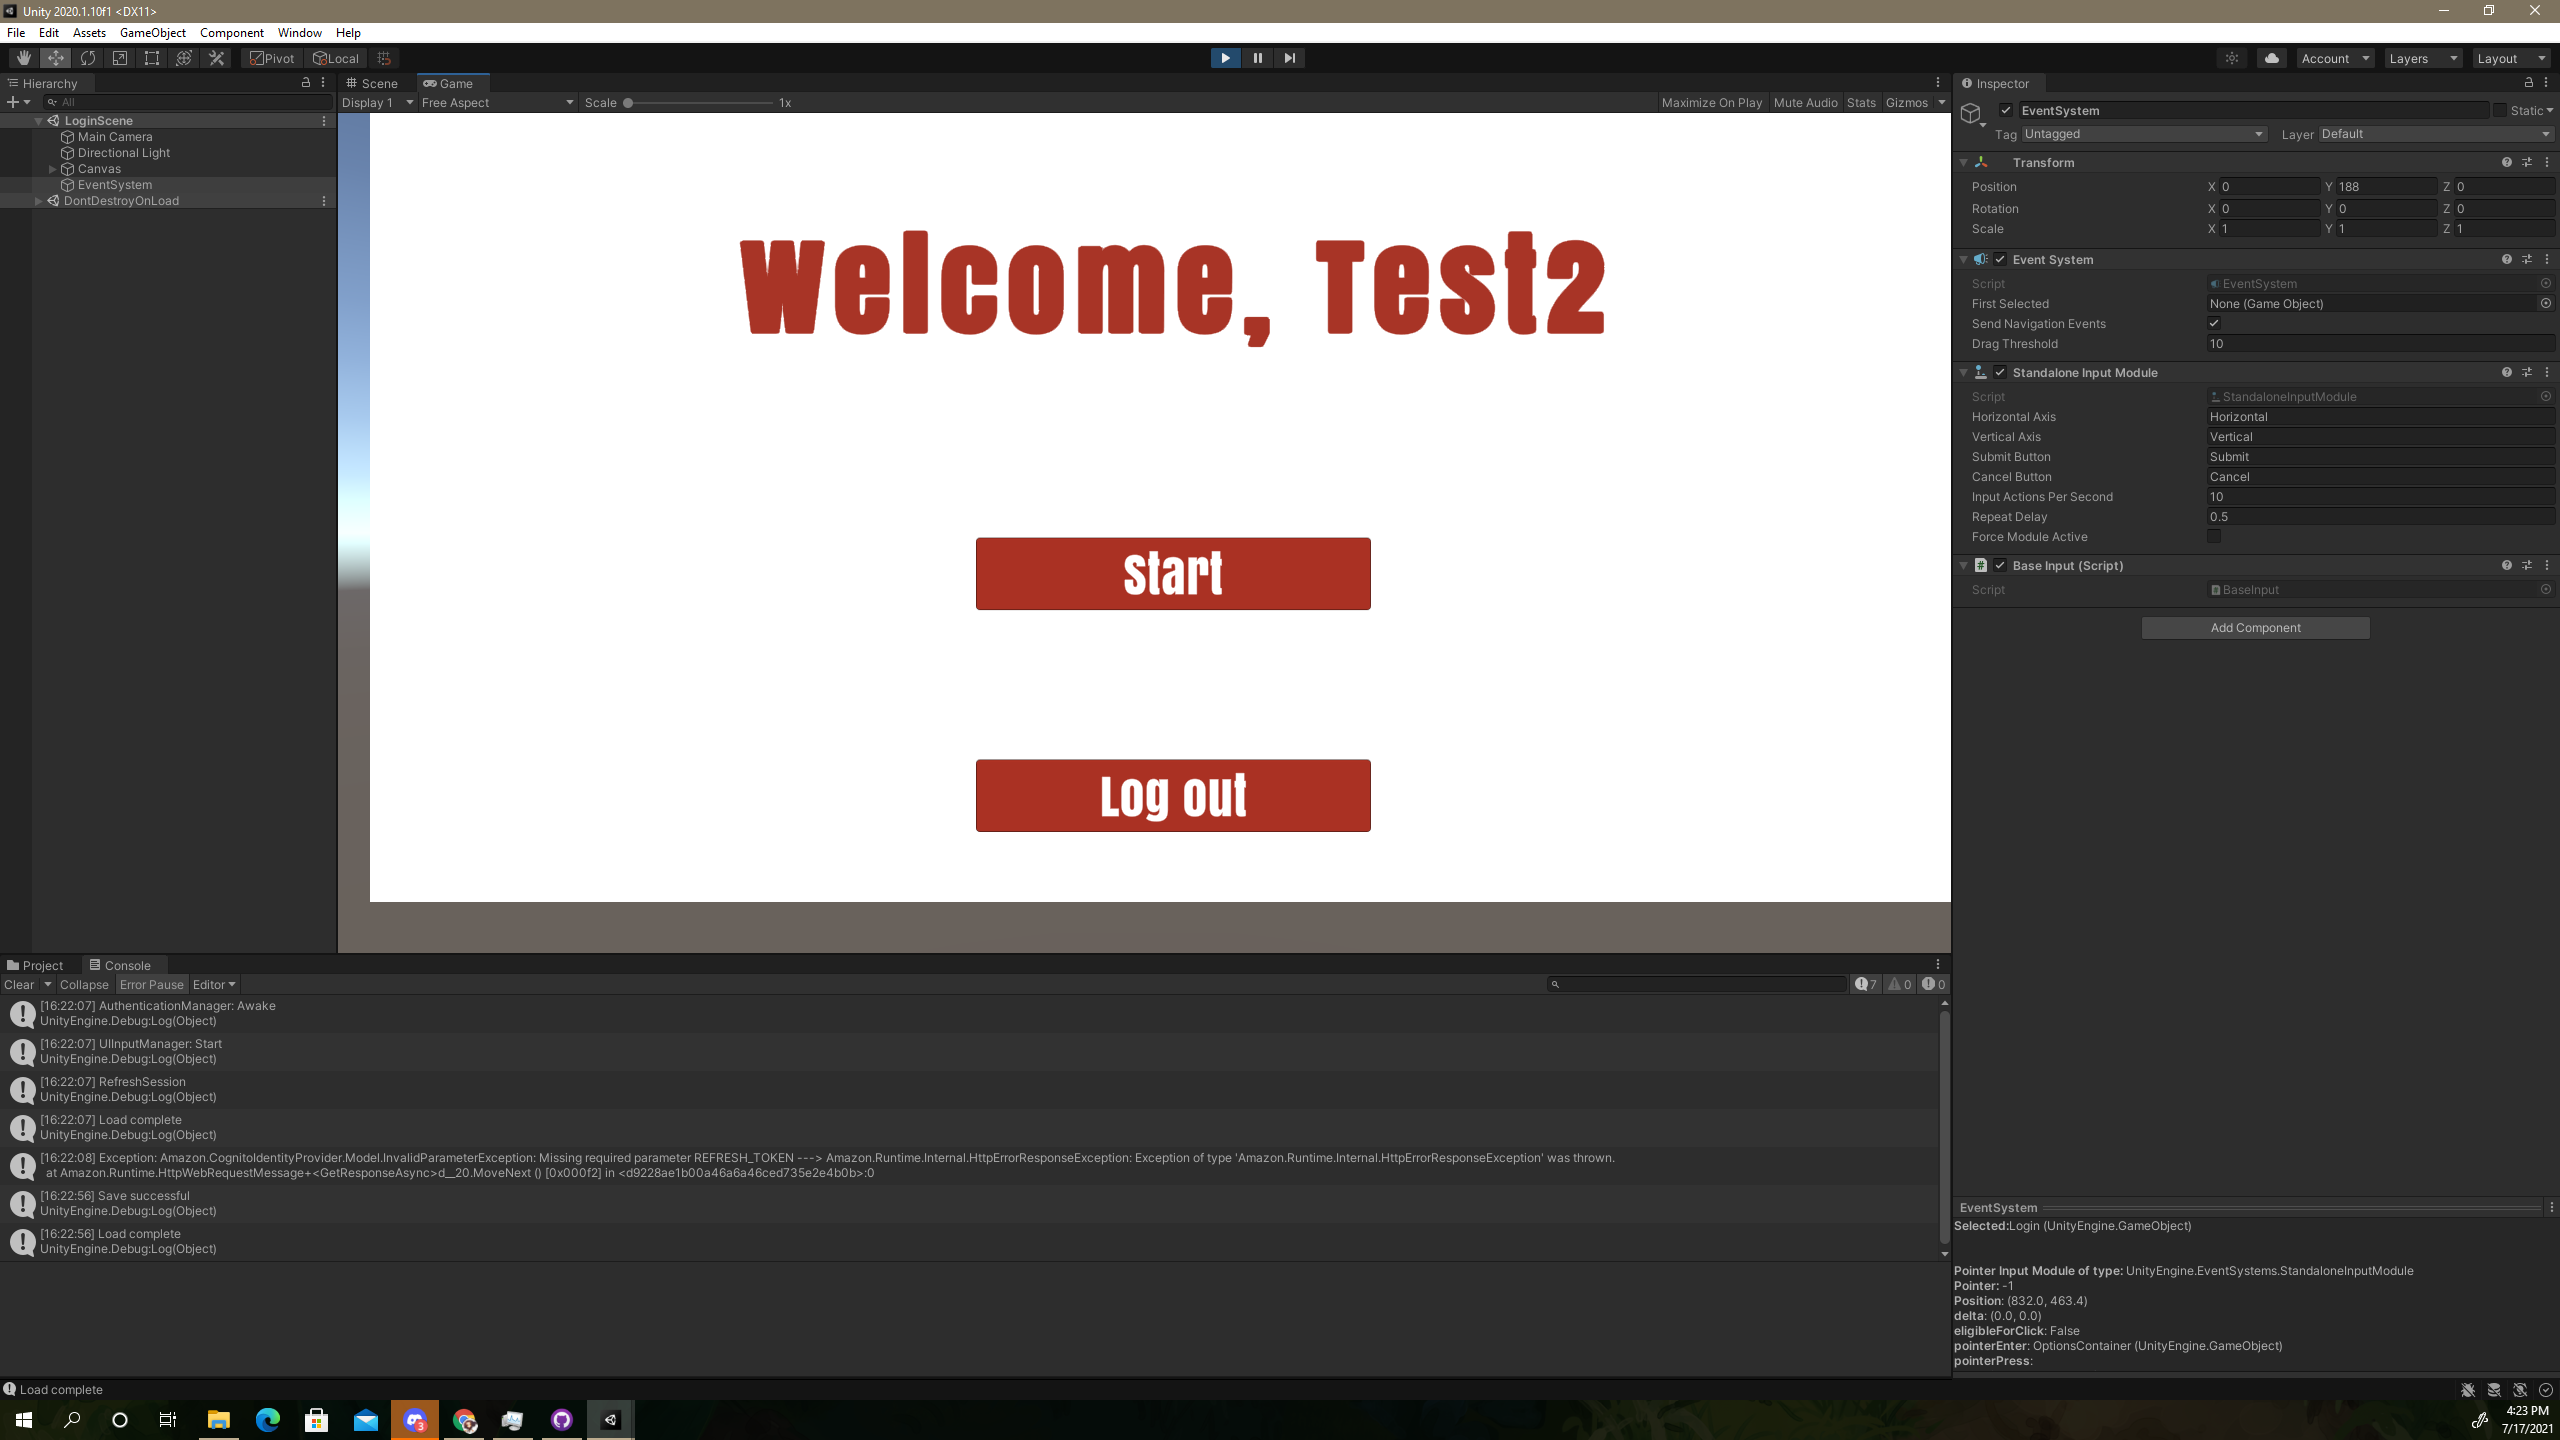 Unity 2020.1.10f1 <DX11>
File Edit Assets GameObject Component Window Help
Pivot Local Account Layers Layout
Hierarchy
All
LoginScene
Main Camera
Directional Light
Canvas
EventSystem
DontDestroyOnLoad
Scene Game
Display 1 Free Aspect Scale 1x Maximize On Play Mute Audio Stats Gizmos
Welcome, Test2
Start
Log out
Inspector
EventSystem Static
Tag Untagged Layer Default
Transform
Position X 0 Y 188 Z 0
Rotation X 0 Y 0 Z 0
Scale X 1 Y 1 Z 1
Event System
Script EventSystem
First Selected None (Game Object)
Send Navigation Events
Drag Threshold 10
Standalone Input Module
Script StandaloneInputModule
Horizontal Axis Horizontal
Vertical Axis Vertical
Submit Button Submit
Cancel Button Cancel
Input Actions Per Second 10
Repeat Delay 0.5
Force Module Active
Base Input (Script)
Script BaseInput
Add Component
Project Console
Clear Collapse Error Pause Editor 7 0 0
[16:22:07] AuthenticationManager: Awake
UnityEngine.Debug:Log(Object)
[16:22:07] UIInputManager: Start
UnityEngine.Debug:Log(Object)
[16:22:07] RefreshSession
UnityEngine.Debug:Log(Object)
[16:22:07] Load complete
UnityEngine.Debug:Log(Object)
[16:22:08] Exception: Amazon.CognitoIdentityProvider.Model.InvalidParameterException: Missing required parameter REFRESH_TOKEN ---> Amazon.Runtime.Internal.HttpErrorResponseException: Exception of type 'Amazon.Runtime.Internal.HttpErrorResponseException' was thrown.
at Amazon.Runtime.HttpWebRequestMessage+<GetResponseAsync>d__20.MoveNext () [0x000f2] in <d9228ae1b00a46a6a46ced735e2e4b0b>:0
[16:22:56] Save successful
UnityEngine.Debug:Log(Object)
[16:22:56] Load complete
UnityEngine.Debug:Log(Object)
EventSystem
Selected:Login (UnityEngine.GameObject)
Pointer Input Module of type: UnityEngine.EventSystems.StandaloneInputModule
Pointer: -1
Position: (832.0, 463.4)
delta: (0.0, 0.0)
eligibleForClick: False
pointerEnter: OptionsContainer (UnityEngine.GameObject)
pointerPress:
Load complete
3
4:23 PM
7/17/2021